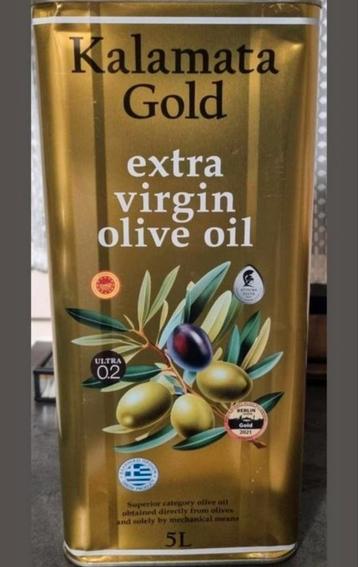 Kalamata
Gold
extra
virgin
olive oil
ULTRA
0.2
BERLIN
Gold
2021
Superior category olive oil
obtained directly from olives
and solely by mechanical means
5L